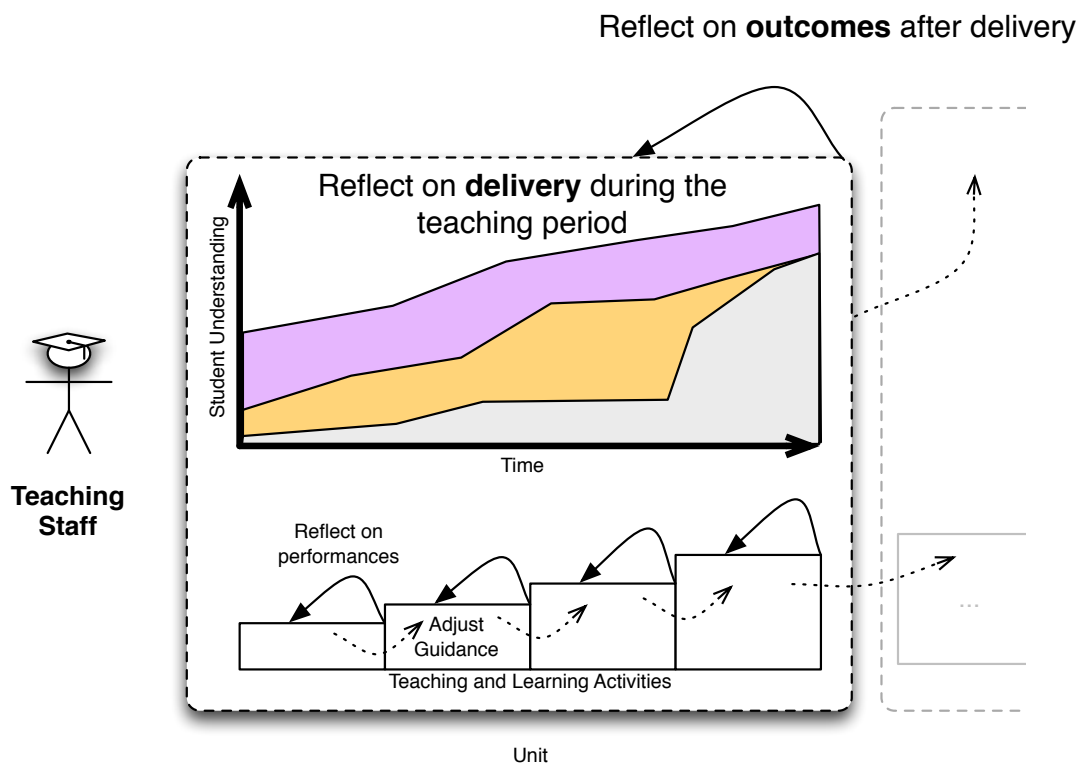 Reflect on outcomes after delivery
Reflect on delivery during the
teaching period
Student Understanding
Time
Teaching
Staff
Reflect on
performances
Adjust
Guidance
...
Teaching and Learning Activities
Unit